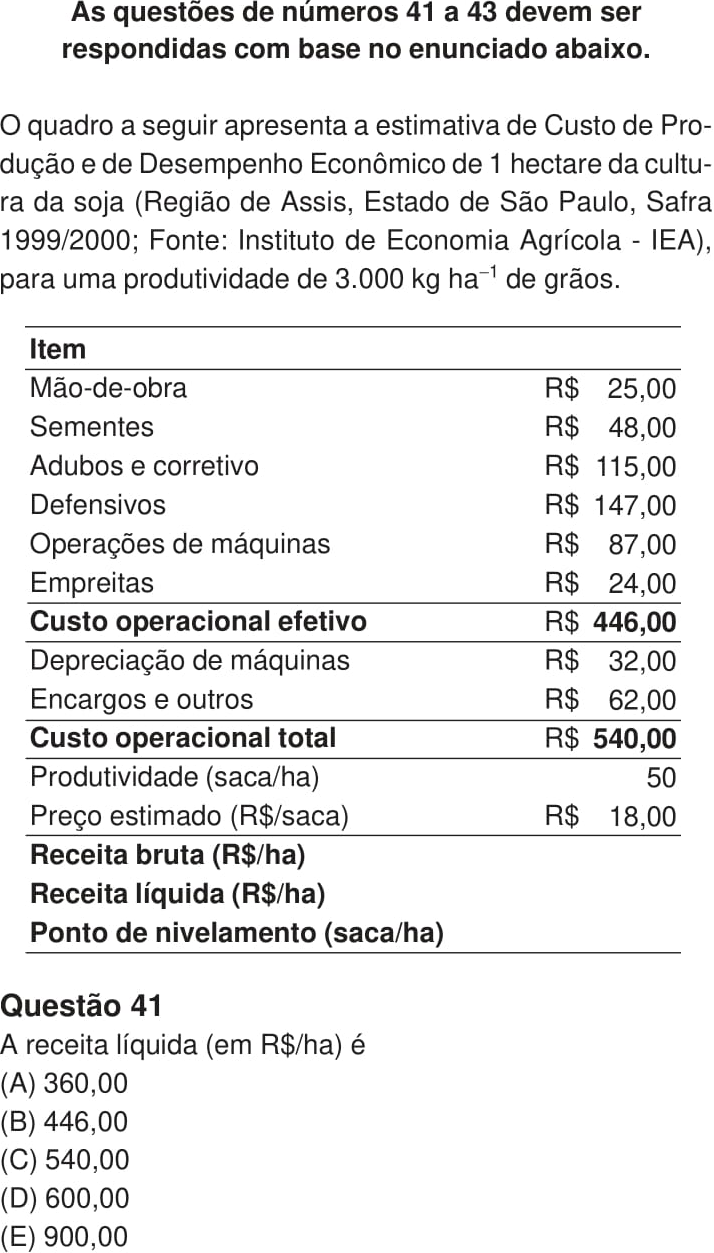 As questões de números 41 a 43 devem ser
respondidas com base no enunciado abaixo.
O quadro a seguir apresenta a estimativa de Custo de Pro-
dução e de Desempenho Econômico de 1 hectare da cultu-
ra da soja (Região de Assis, Estado de São Paulo, Safra
1999/2000; Fonte: Instituto de Economia Agrícola - IEA),
para uma produtividade de 3.000 kg ha⁻¹ de grãos.
Item
Mão-de-obra R$ 25,00
Sementes R$ 48,00
Adubos e corretivo R$ 115,00
Defensivos R$ 147,00
Operações de máquinas R$ 87,00
Empreitas R$ 24,00
Custo operacional efetivo R$ 446,00
Depreciação de máquinas R$ 32,00
Encargos e outros R$ 62,00
Custo operacional total R$ 540,00
Produtividade (saca/ha) 50
Preço estimado (R$/saca) R$ 18,00
Receita bruta (R$/ha)
Receita líquida (R$/ha)
Ponto de nivelamento (saca/ha)
Questão 41
A receita líquida (em R$/ha) é
(A) 360,00
(B) 446,00
(C) 540,00
(D) 600,00
(E) 900,00